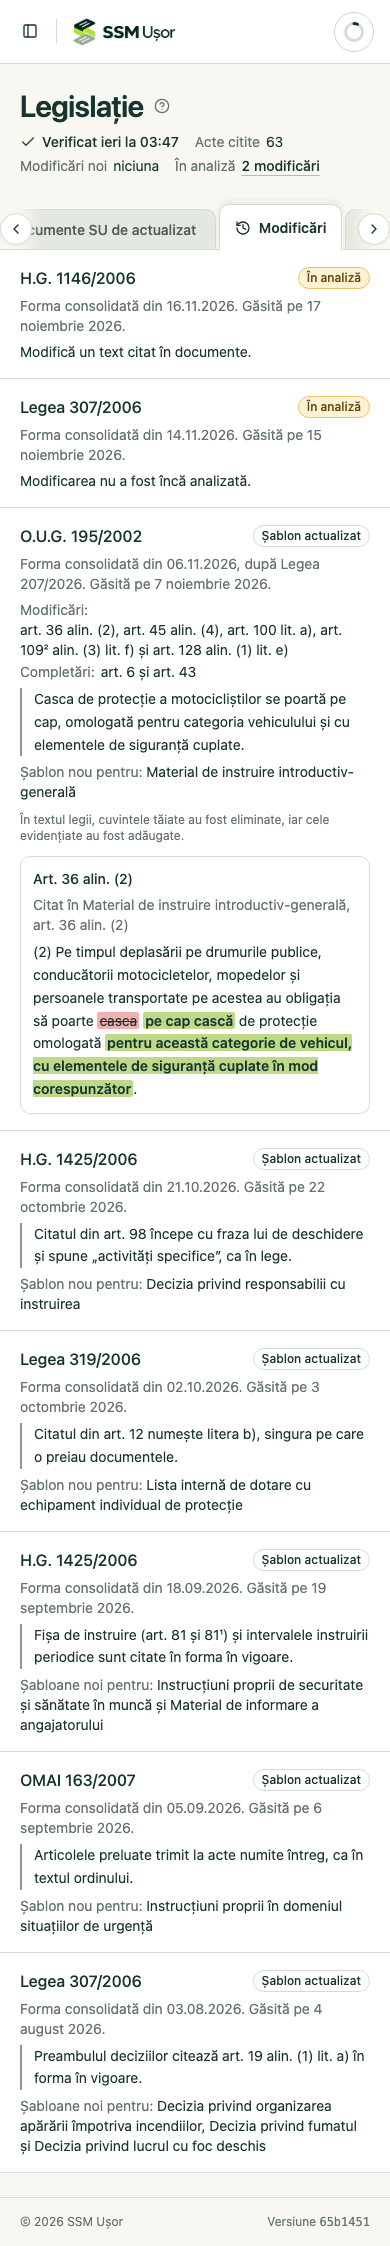 SSM Ușor
Legislație
Verificat ieri la 03:47 Acte citite 63
Modificări noi niciuna În analiză 2 modificări
cumente SU de actualizat Modificări
H.G. 1146/2006 În analiză
Forma consolidată din 16.11.2026. Găsită pe 17
noiembrie 2026.
Modifică un text citat în documente.
Legea 307/2006 În analiză
Forma consolidată din 14.11.2026. Găsită pe 15
noiembrie 2026.
Modificarea nu a fost încă analizată.
O.U.G. 195/2002 Șablon actualizat
Forma consolidată din 06.11.2026, după Legea
207/2026. Găsită pe 7 noiembrie 2026.
Modificări:
art. 36 alin. (2), art. 45 alin. (4), art. 100 lit. a), art.
109² alin. (3) lit. f) și art. 128 alin. (1) lit. e)
Completări: art. 6 și art. 43
Casca de protecție a motocicliștilor se poartă pe
cap, omologată pentru categoria vehiculului și cu
elementele de siguranță cuplate.
Șablon nou pentru: Material de instruire introductiv-
generală
În textul legii, cuvintele tăiate au fost eliminate, iar cele
evidențiate au fost adăugate.
Art. 36 alin. (2)
Citat în Material de instruire introductiv-generală,
art. 36 alin. (2)
(2) Pe timpul deplasării pe drumurile publice,
conducătorii motocicletelor, mopedelor și
persoanele transportate pe acestea au obligația
să poarte casca pe cap cască de protecție
omologată pentru această categorie de vehicul,
cu elementele de siguranță cuplate în mod
corespunzător.
H.G. 1425/2006 Șablon actualizat
Forma consolidată din 21.10.2026. Găsită pe 22
octombrie 2026.
Citatul din art. 98 începe cu fraza lui de deschidere
și spune „activități specifice”, ca în lege.
Șablon nou pentru: Decizia privind responsabilii cu
instruirea
Legea 319/2006 Șablon actualizat
Forma consolidată din 02.10.2026. Găsită pe 3
octombrie 2026.
Citatul din art. 12 numește litera b), singura pe care
o preiau documentele.
Șablon nou pentru: Lista internă de dotare cu
echipament individual de protecție
H.G. 1425/2006 Șablon actualizat
Forma consolidată din 18.09.2026. Găsită pe 19
septembrie 2026.
Fișa de instruire (art. 81 și 81¹) și intervalele instruirii
periodice sunt citate în forma în vigoare.
Șabloane noi pentru: Instrucțiuni proprii de securitate
și sănătate în muncă și Material de informare a
angajatorului
OMAI 163/2007 Șablon actualizat
Forma consolidată din 05.09.2026. Găsită pe 6
septembrie 2026.
Articolele preluate trimit la acte numite întreg, ca în
textul ordinului.
Șablon nou pentru: Instrucțiuni proprii în domeniul
situațiilor de urgență
Legea 307/2006 Șablon actualizat
Forma consolidată din 03.08.2026. Găsită pe 4
august 2026.
Preambulul deciziilor citează art. 19 alin. (1) lit. a) în
forma în vigoare.
Șabloane noi pentru: Decizia privind organizarea
apărării împotriva incendiilor, Decizia privind fumatul
și Decizia privind lucrul cu foc deschis
© 2026 SSM Ușor Versiune 65b1451